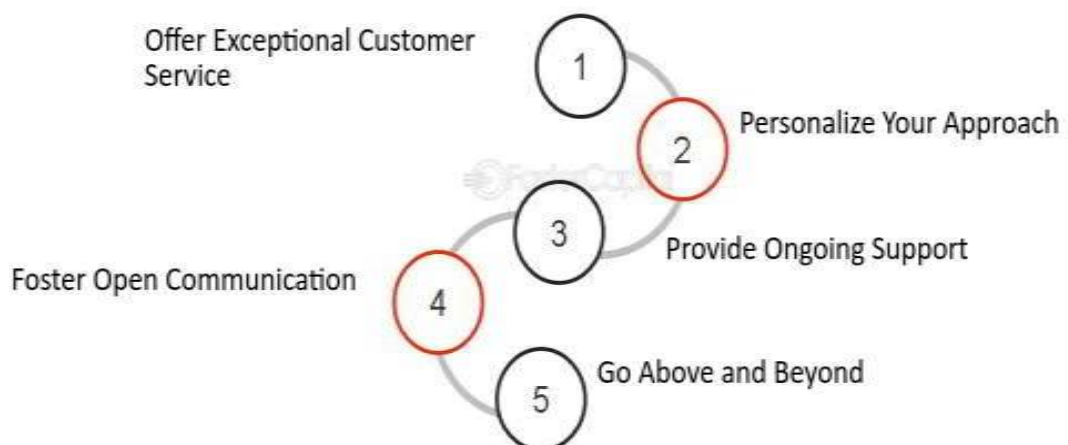 Offer Exceptional Customer
Service
1
2
Personalize Your Approach
3
Provide Ongoing Support
Foster Open Communication
4
5
Go Above and Beyond